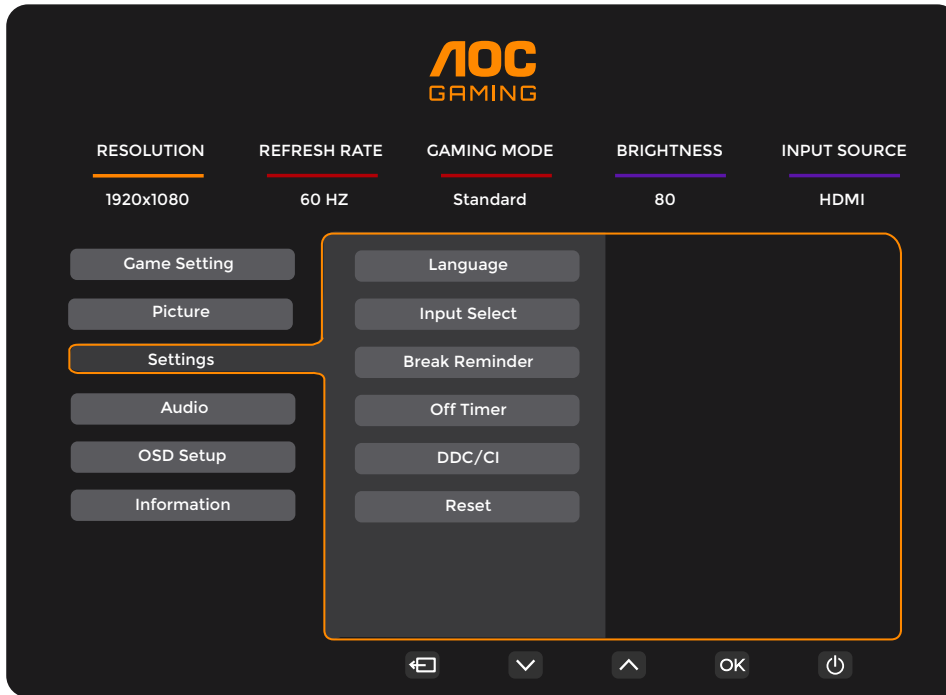 AOC
GAMING
RESOLUTION REFRESH RATE GAMING MODE BRIGHTNESS INPUT SOURCE
1920x1080 60 HZ Standard 80 HDMI
Game Setting
Picture
Settings
Audio
OSD Setup
Information
Language
Input Select
Break Reminder
Off Timer
DDC/CI
Reset
OK